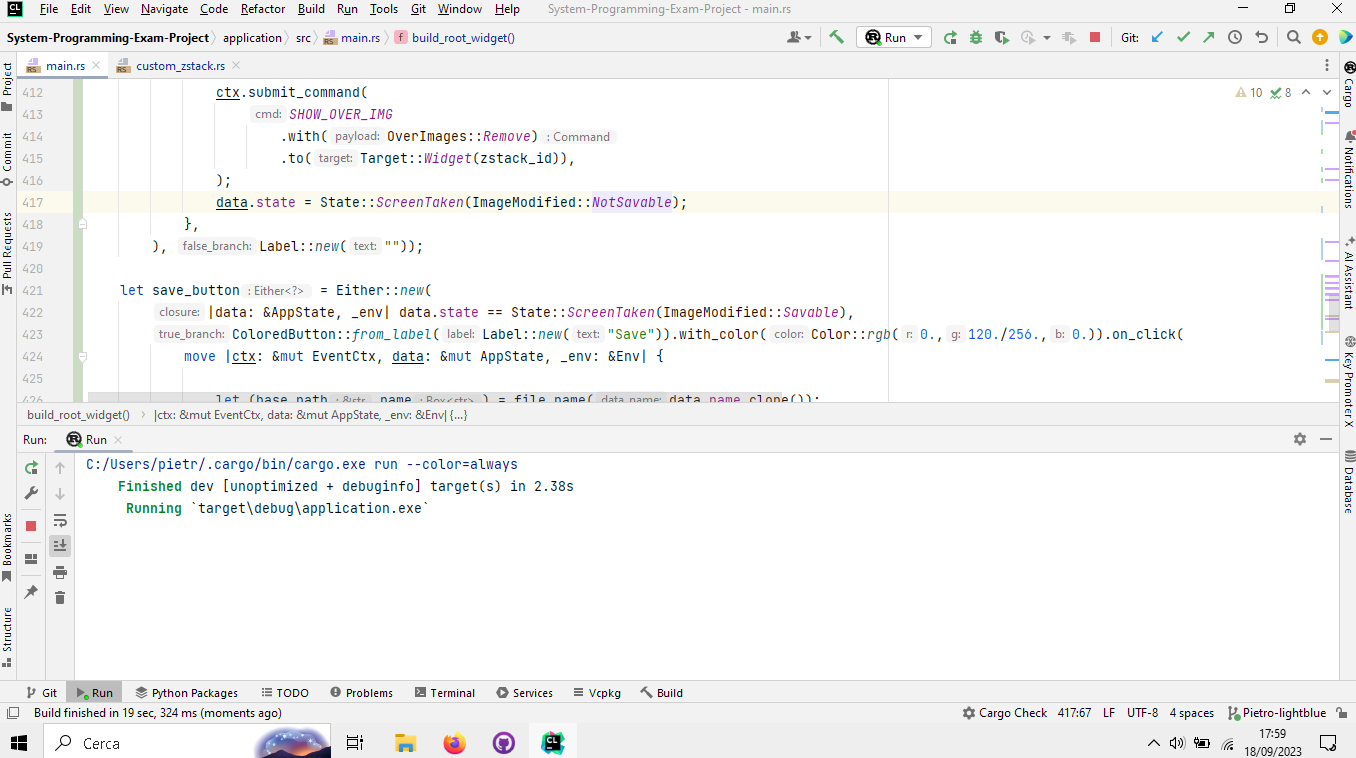 CL File Edit View Navigate Code Refactor Build Run Tools Git Window Help System-Programming-Exam-Project - main.rs
System-Programming-Exam-Project application src main.rs f build_root_widget() Run Git:
main.rs custom_zstack.rs
10 8
412 ctx.submit_command(
413 cmd: SHOW_OVER_IMG
414 .with( payload: OverImages::Remove) : Command
415 .to( target: Target::Widget(zstack_id)),
416 );
417 data.state = State::ScreenTaken(ImageModified::NotSavable);
418 },
419 ), false_branch: Label::new( text: ""));
420
421 let save_button : Either<?> = Either::new(
422 closure: |data: &AppState, _env| data.state == State::ScreenTaken(ImageModified::Savable),
423 true_branch: ColoredButton::from_label( label: Label::new( text: "Save")).with_color( color: Color::rgb( r: 0., g: 120./256., b: 0.)).on_click(
424 move |ctx: &mut EventCtx, data: &mut AppState, _env: &Env| {
425
426 let (base_path : &str, name : Box<str> ) = file_name( data_name: data.name.clone());
build_root_widget() |ctx: &mut EventCtx, data: &mut AppState, _env: &Env| {...}
Run: Run
C:/Users/pietr/.cargo/bin/cargo.exe run --color=always
Finished dev [unoptimized + debuginfo] target(s) in 2.38s
Running `target\debug\application.exe`
Project
Commit
Pull Requests
Bookmarks
Structure
Cargo
Notifications
AI Assistant
Key Promoter X
Database
Git Run Python Packages TODO Problems Terminal Services Vcpkg Build
Build finished in 19 sec, 324 ms (moments ago) Cargo Check 417:67 LF UTF-8 4 spaces Pietro-lightblue
Cerca CL 17:59
18/09/2023